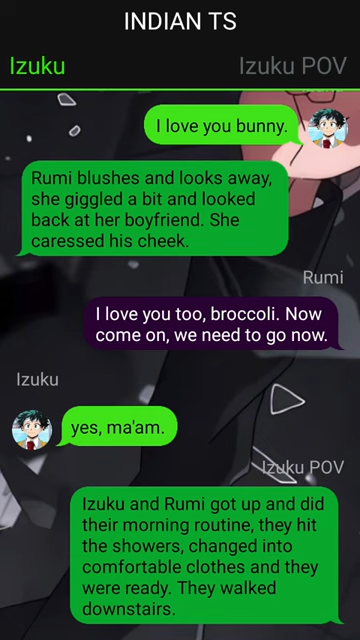 INDIAN TS
Izuku
Izuku POV
I love you bunny.
Rumi blushes and looks away,
she giggled a bit and looked
back at her boyfriend. She
caressed his cheek.
Rumi
I love you too, broccoli. Now
come on, we need to go now.
Izuku
yes, ma'am.
Izuku POV
Izuku and Rumi got up and did
their morning routine, they hit
the showers, changed into
comfortable clothes and they
were ready. They walked
downstairs.